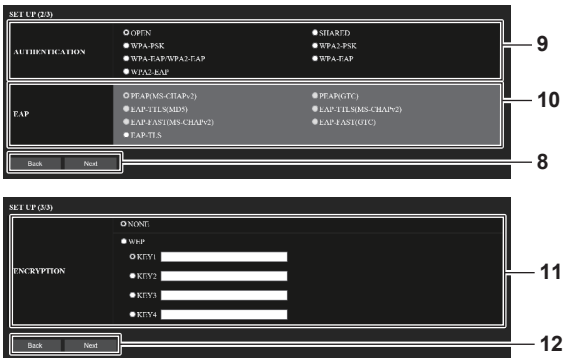 SET UP (2/3)
AUTHENTICATION
OPEN SHARED
WPA-PSK WPA2-PSK
WPA-EAP/WPA2-EAP WPA-EAP
WPA2-EAP
9
EAP
PEAP(MS-CHAPv2) PEAP(GTC)
EAP-TTLS(MD5) EAP-TTLS(MS-CHAPv2)
EAP-FAST(MS-CHAPv2) EAP-FAST(GTC)
EAP-TLS
10
Back Next
8
SET UP (3/3)
ENCRYPTION
NONE
WEP
KEY1
KEY2
KEY3
KEY4
11
Back Next
12